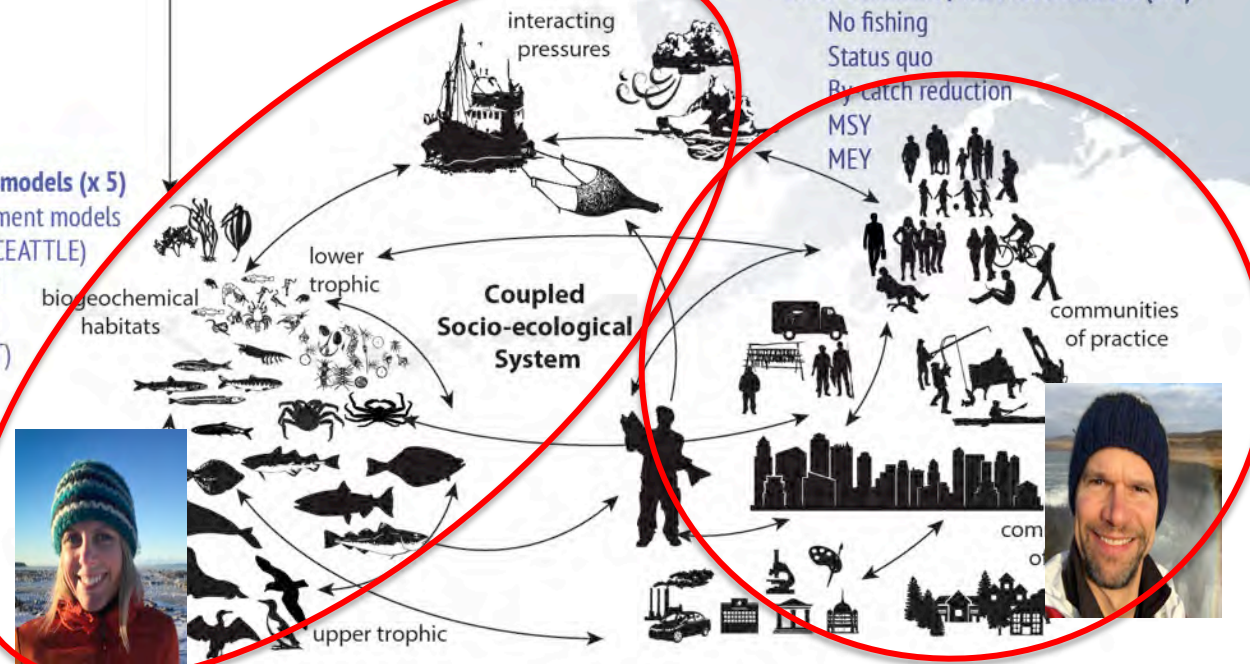 interacting
pressures
No fishing
Status quo
By-catch reduction
MSY
MEY
models (x 5)
ment models
CEATTLE)
lower
trophic
biogeochemical
habitats
Coupled
Socio-ecological
System
communities
of practice
T)
com
o
upper trophic